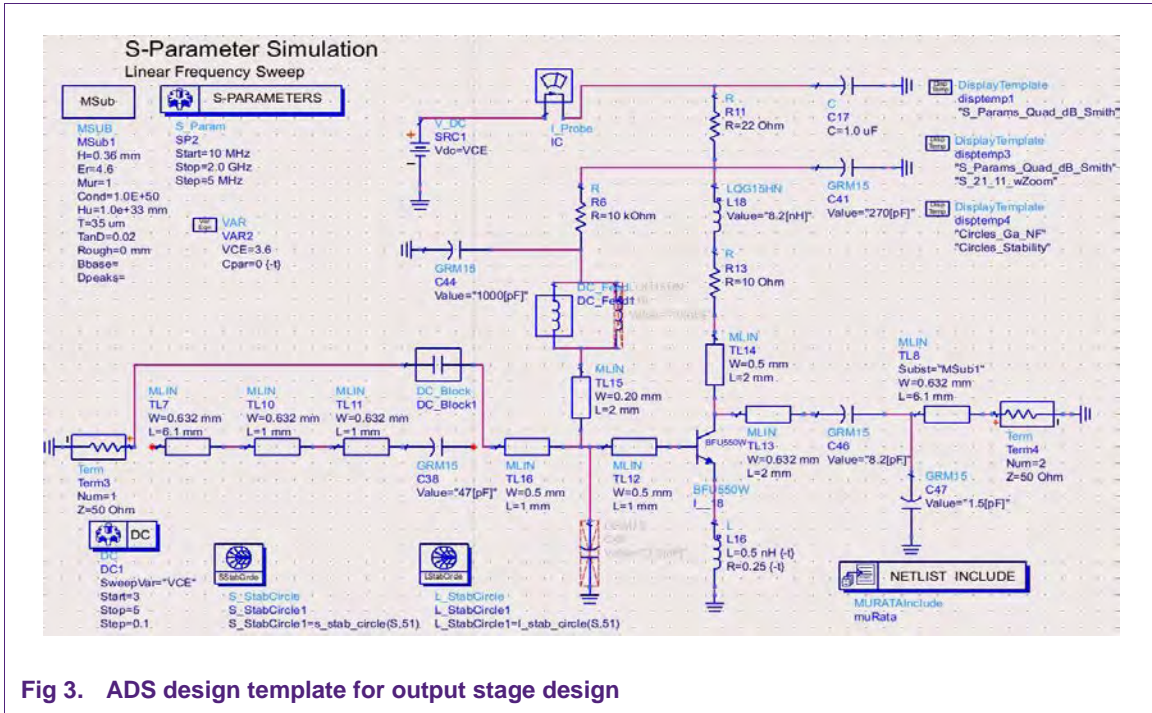 S-Parameter Simulation
Linear Frequency Sweep
MSub
MSUB
MSub1
H=0.36 mm
Er=4.6
Mur=1
Cond=1.0E+50
Hu=1.0e+33 mm
T=35 um
TanD=0.02
Rough=0 mm
Bbase=
Dpeaks=
S-PARAMETERS
S_Param
SP2
Start=10 MHz
Stop=2.0 GHz
Step=5 MHz
Var
Eqn
VAR
VAR2
VCE=3.6
Cpar=0 {-t}
V_DC
SRC1
Vdc=VCE
I_Probe
IC
R
R11
R=22 Ohm
C
C17
C=1.0 uF
Disp
Temp
DisplayTemplate
disptemp1
"S_Params_Quad_dB_Smith"
Disp
Temp
DisplayTemplate
disptemp3
"S_Params_Quad_dB_Smith"
"S_21_11_wZoom"
Disp
Temp
DisplayTemplate
disptemp4
"Circles_Ga_NF"
"Circles_Stability"
R
R6
R=10 kOhm
LQG15HN
L18
Value="8.2[nH]"
GRM15
C41
Value="270[pF]"
GRM15
C44
Value="1000[pF]"
R
R13
R=10 Ohm
DC_Feed
DC_Feed1
MLIN
TL14
W=0.5 mm
L=2 mm
MLIN
TL15
W=0.20 mm
L=2 mm
MLIN
TL8
Subst="MSub1"
W=0.632 mm
L=6.1 mm
MLIN
TL7
W=0.632 mm
L=6.1 mm
MLIN
TL10
W=0.632 mm
L=1 mm
MLIN
TL11
W=0.632 mm
L=1 mm
DC_Block
DC_Block1
Term
Term3
Num=1
Z=50 Ohm
GRM15
C38
Value="47[pF]"
MLIN
TL16
W=0.5 mm
L=1 mm
MLIN
TL12
W=0.5 mm
L=1 mm
BFU550W
BFU550W
MLIN
TL13
W=0.632 mm
L=2 mm
GRM15
C46
Value="8.2[pF]"
GRM15
C47
Value="1.5[pF]"
Term
Term4
Num=2
Z=50 Ohm
L
L16
L=0.5 nH {-t}
R=0.25 {-t}
DC
DC
DC1
SweepVar="VCE"
Start=3
Stop=5
Step=0.1
SStabCircle
S_StabCircle
S_StabCircle1
S_StabCircle1=s_stab_circle(S,51)
LStabCircle
L_StabCircle
L_StabCircle1
L_StabCircle1=l_stab_circle(S,51)
NETLIST INCLUDE
MURATAInclude
muRata
Fig 3. ADS design template for output stage design